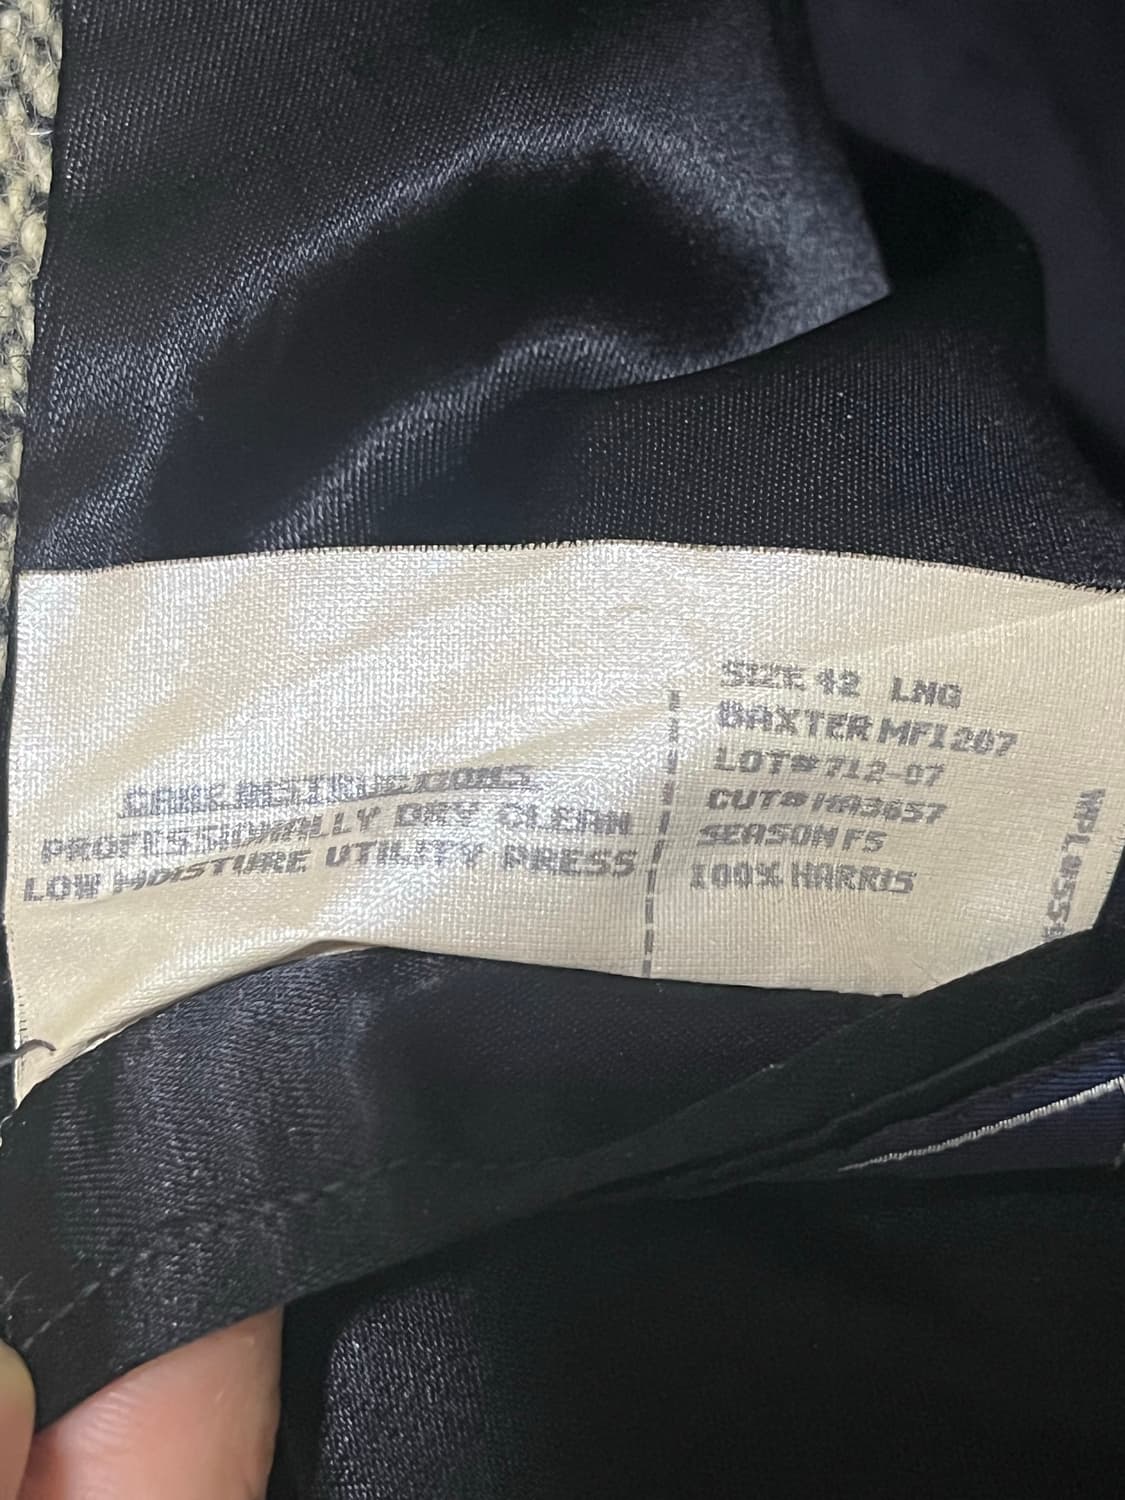 CARE INSTRUCTIONS
PROFESSIONALLY DRY CLEAN
LOW MOISTURE UTILITY PRESS
SIZE 42 LNG
BAXTER MFI207
LOT#712-07
CUT#HA3657
SEASON F5
100% HARRIS